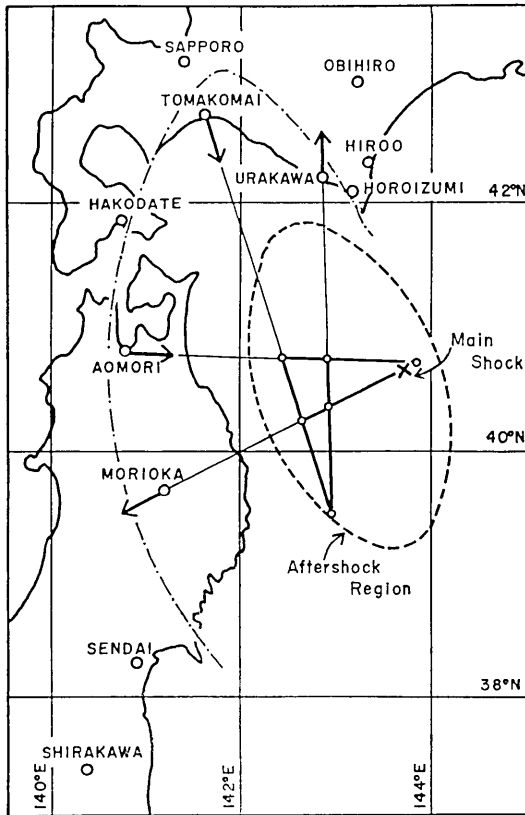 SAPPORO
OBIHIRO
TOMAKOMAI
HIROO
URAKAWA
HOROIZUMI
42°N
HAKODATE
Main
Shock
AOMORI
40°N
MORIOKA
Aftershock
Region
SENDAI
38°N
SHIRAKAWA
140°E
142°E
144°E